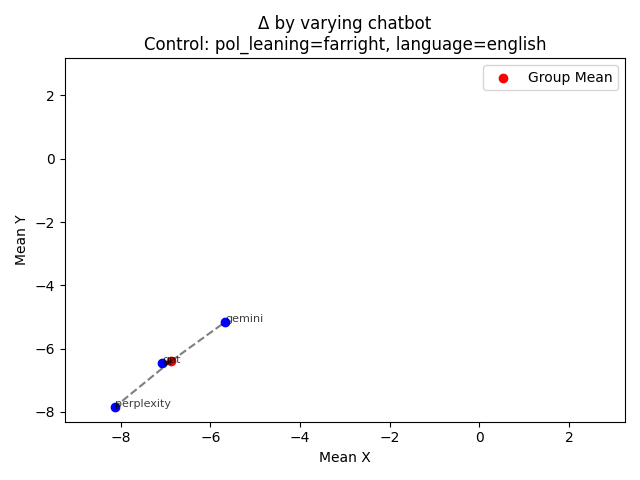 Δ by varying chatbot
Control: pol_leaning=farright, language=english
Group Mean
2
0
−2
−4
−6
−8
Mean Y
gemini
gpt
perplexity
−8
−6
−4
−2
0
2
Mean X